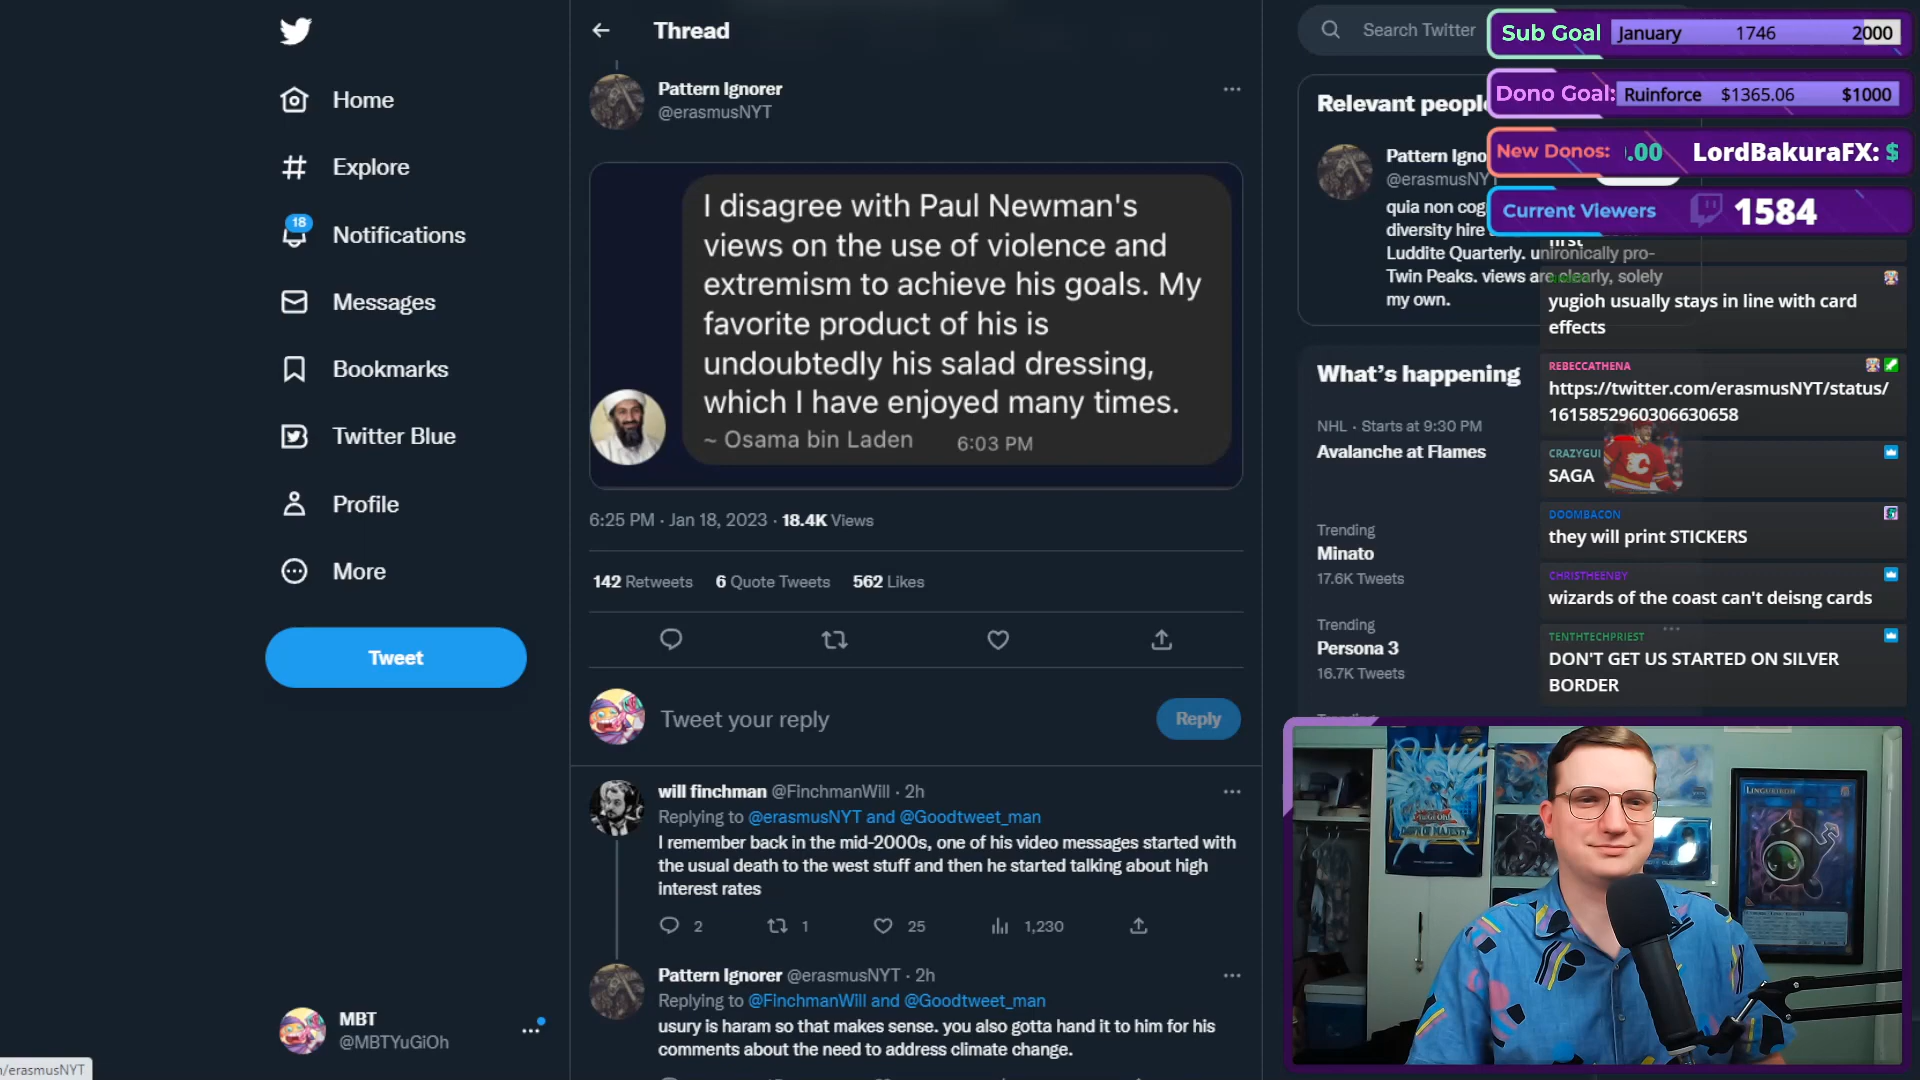 Thread
Home
Explore
18
Notifications
Messages
Bookmarks
Twitter Blue
Profile
More
Tweet
MBT
@MBTYuGiOh
/erasmusNYT
Pattern Ignorer
@erasmusNYT
I disagree with Paul Newman's
views on the use of violence and
extremism to achieve his goals. My
favorite product of his is
undoubtedly his salad dressing,
which I have enjoyed many times.
~ Osama bin Laden 6:03 PM
6:25 PM · Jan 18, 2023 · 18.4K Views
142 Retweets 6 Quote Tweets 562 Likes
Tweet your reply
Reply
will finchman @FinchmanWill · 2h
Replying to @erasmusNYT and @Goodtweet_man
I remember back in the mid-2000s, one of his video messages started with
the usual death to the west stuff and then he started talking about high
interest rates
2 1 25 1,230
Pattern Ignorer @erasmusNYT · 2h
Replying to @FinchmanWill and @Goodtweet_man
usury is haram so that makes sense. you also gotta hand it to him for his
comments about the need to address climate change.
Search Twitter
Relevant people
Pattern Igno
@erasmusNY
quia non cog
diversity hire
Luddite Quarterly. unironically pro-
Twin Peaks. views are clearly, solely
my own.
What's happening
NHL · Starts at 9:30 PM
Avalanche at Flames
Trending
Minato
17.6K Tweets
Trending
Persona 3
16.7K Tweets
Sub Goal January 1746 2000
Dono Goal: Ruinforce $1365.06 $1000
New Donos: .00 LordBakuraFX: $
Current Viewers 1584
first
yugioh usually stays in line with card
effects
REBECCATHENA
https://twitter.com/erasmusNYT/status/
1615852960306630658
CRAZYGUI
SAGA
DOOMBACON
they will print STICKERS
CHRISTHEENBY
wizards of the coast can't deisng cards
TENTHTECHPRIEST
DON'T GET US STARTED ON SILVER
BORDER
DAWN OF MAJESTY
LINGUIBOH